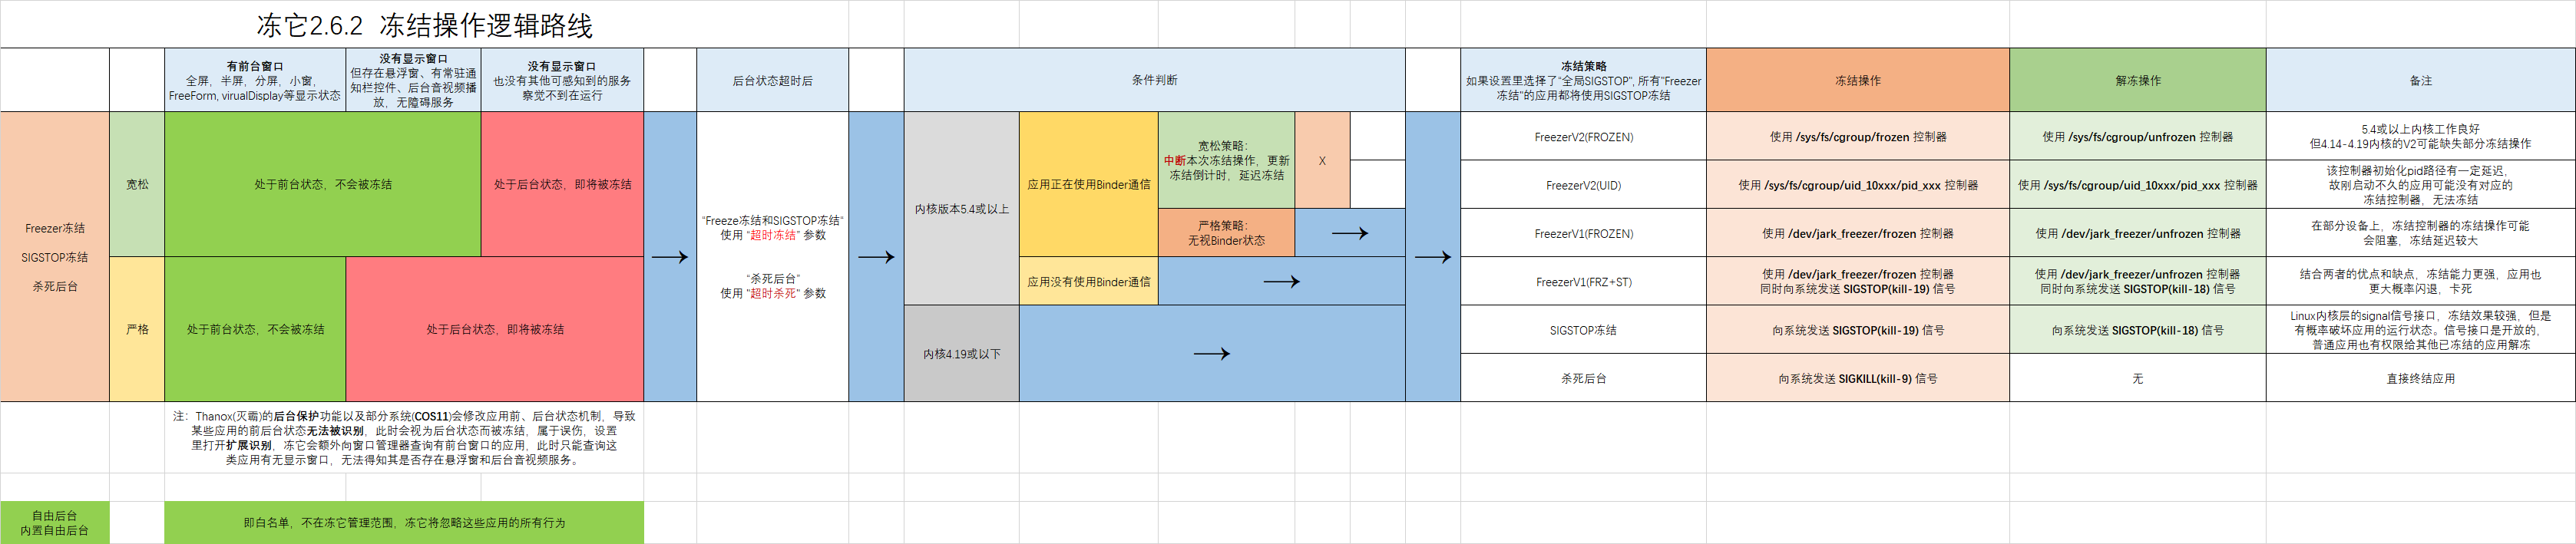 冻它2.6.2 冻结操作逻辑路线
有前台窗口
全屏，半屏，分屏，小窗，
FreeForm, virualDisplay等显示状态
没有显示窗口
但存在悬浮窗、有常驻通
知栏控件、后台音视频播
放，无障碍服务
没有显示窗口
也没有其他可感知到的服务
察觉不到在运行
后台状态超时后
条件判断
冻结策略
如果设置里选择了"全局SIGSTOP", 所有"Freezer
冻结"的应用都将使用SIGSTOP冻结
冻结操作
解冻操作
备注
Freezer冻结
SIGSTOP冻结
杀死后台
宽松
处于前台状态，不会被冻结
处于后台状态，即将被冻结
严格
处于前台状态，不会被冻结
处于后台状态，即将被冻结
"Freeze冻结和SIGSTOP冻结"
使用 "超时冻结" 参数
"杀死后台"
使用 "超时杀死" 参数
内核版本5.4或以上
应用正在使用Binder通信
宽松策略：
中断本次冻结操作，更新
冻结倒计时，延迟冻结
X
严格策略：
无视Binder状态
应用没有使用Binder通信
内核4.19或以下
FreezerV2(FROZEN)
使用 /sys/fs/cgroup/frozen 控制器
使用 /sys/fs/cgroup/unfrozen 控制器
5.4或以上内核工作良好
但4.14-4.19内核的V2可能缺失部分冻结操作
FreezerV2(UID)
使用 /sys/fs/cgroup/uid_10xxx/pid_xxx 控制器
使用 /sys/fs/cgroup/uid_10xxx/pid_xxx 控制器
该控制器初始化pid路径有一定延迟，
故刚启动不久的应用可能没有对应的
冻结控制器，无法冻结
FreezerV1(FROZEN)
使用 /dev/jark_freezer/frozen 控制器
使用 /dev/jark_freezer/unfrozen 控制器
在部分设备上，冻结控制器的冻结操作可能
会阻塞，冻结延迟较大
FreezerV1(FRZ+ST)
使用 /dev/jark_freezer/frozen 控制器
同时向系统发送 SIGSTOP(kill-19) 信号
使用 /dev/jark_freezer/unfrozen 控制器
同时向系统发送 SIGSTOP(kill-18) 信号
结合两者的优点和缺点，冻结能力更强，应用也
更大概率闪退，卡死
SIGSTOP冻结
向系统发送 SIGSTOP(kill-19) 信号
向系统发送 SIGSTOP(kill-18) 信号
Linux内核层的signal信号接口，冻结效果较强，但是
有概率破坏应用的运行状态。信号接口是开放的，
普通应用也有权限给其他已冻结的应用解冻
杀死后台
向系统发送 SIGKILL(kill-9) 信号
无
直接终结应用
注：Thanox(灭霸)的后台保护功能以及部分系统(COS11)会修改应用前、后台状态机制，导致
某些应用的前后台状态无法被识别，此时会视为后台状态而被冻结，属于误伤，设置
里打开扩展识别，冻它会额外向窗口管理器查询有前台窗口的应用，此时只能查询这
类应用有无显示窗口，无法得知其是否存在悬浮窗和后台音视频服务。
自由后台
内置自由后台
即白名单，不在冻它管理范围，冻它将忽略这些应用的所有行为